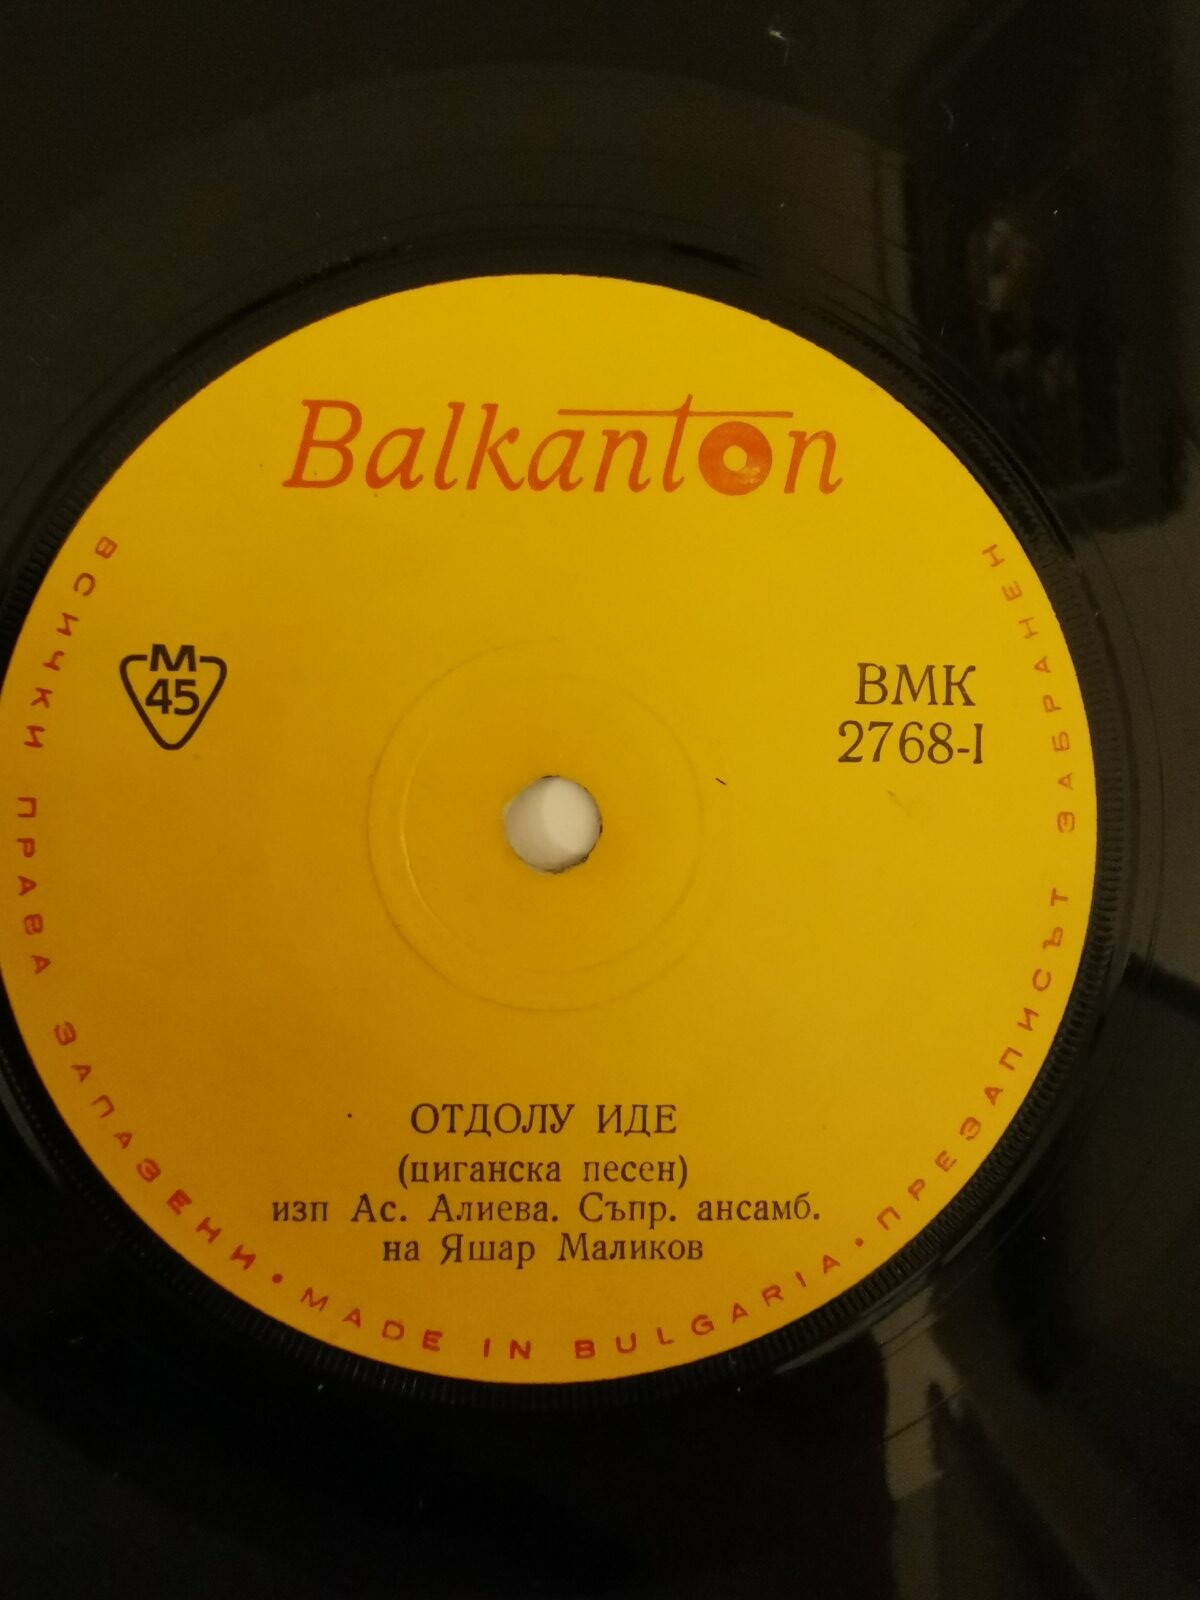 Balkanton
M
45
ВМК
2768-I
ОТДОЛУ ИДЕ
(циганска песен)
изп Ас. Алиева. Съпр. ансамб.
на Яшар Маликов
ВСИЧКИ ПРАВА ЗАПАЗЕНИ • MADE IN BULGARIA • ПРЕЗАПИСЪТ ЗАБРАНЕН